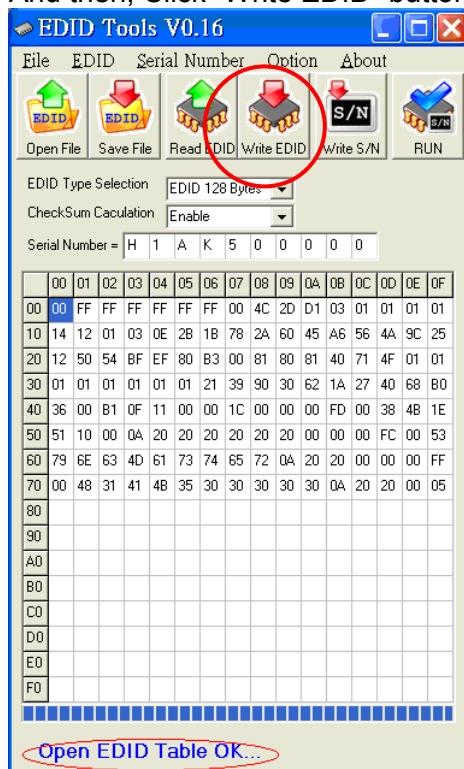 And then, Click "Write EDID" button
EDID Tools V0.16
File EDID Serial Number Option About
EDID EDID S/N S/N
Open File Save File Read EDID Write EDID Write S/N RUN
EDID Type Selection EDID 128 Bytes
CheckSum Caculation Enable
Serial Number = H 1 A K 5 0 0 0 0 0
00 01 02 03 04 05 06 07 08 09 0A 0B 0C 0D 0E 0F
00 00 FF FF FF FF FF FF 00 4C 2D D1 03 01 01 01 01
10 14 12 01 03 0E 2B 1B 78 2A 60 45 A6 56 4A 9C 25
20 12 50 54 BF EF 80 B3 00 81 80 81 40 71 4F 01 01
30 01 01 01 01 01 01 21 39 90 30 62 1A 27 40 68 B0
40 36 00 B1 0F 11 00 00 1C 00 00 00 FD 00 38 4B 1E
50 51 10 00 0A 20 20 20 20 20 20 00 00 00 FC 00 53
60 79 6E 63 4D 61 73 74 65 72 0A 20 20 00 00 00 FF
70 00 48 31 41 4B 35 30 30 30 30 30 0A 20 20 00 05
80
90
A0
B0
C0
D0
E0
F0
Open EDID Table OK...